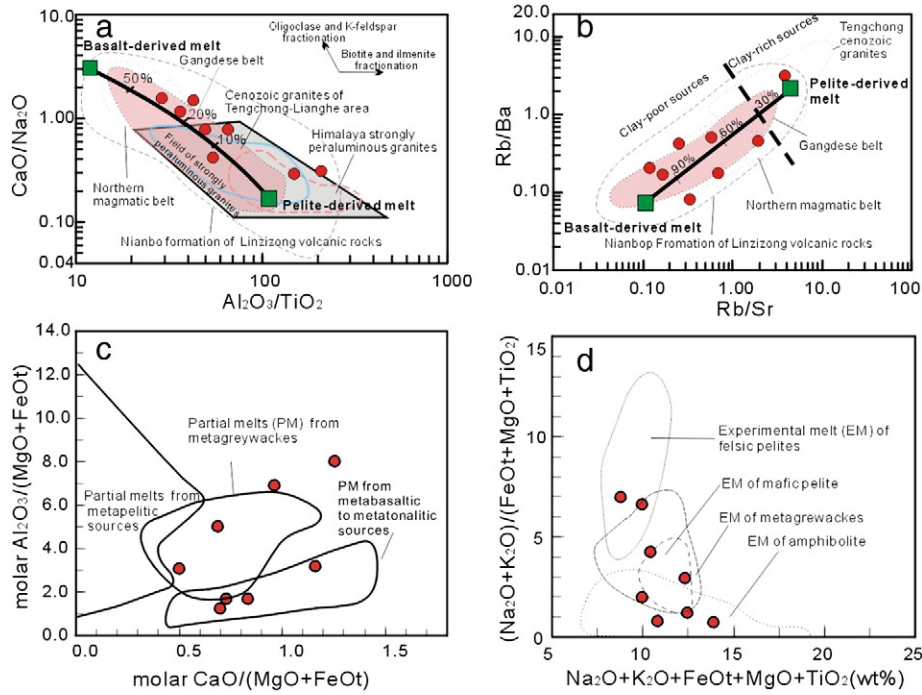 a
CaO/Na2O
10.0
1.00
0.10
0.04
10
100
1000
Al2O3/TiO2
Basalt-derived melt
Oligoclase and K-feldspar
fractionation
Biotite and ilmenite
fractionation
Gangdese belt
50%
20%
10%
Cenozoic granites of
Tengchong-Lianghe area
Himalaya strongly
peraluminous granites
Field of strongly
peraluminous granites
Northern
magmatic belt
Pelite-derived melt
Nianbo formation of Linzizong volcanic rocks
b
Rb/Ba
10.0
1.00
0.10
0.01
0.01
0.10
1.00
10.0
100
Rb/Sr
Clay-poor sources
Clay-rich sources
Tengchong
cenozoic
granites
Pelite-derived
melt
30%
60%
90%
Gangdese belt
Northern magmatic belt
Basalt-derived melt
Nianbop Fromation of Linzizong volcanic rocks
c
molar Al2O3/(MgO+FeOt)
14.0
12.0
10.0
8.0
6.0
4.0
2.0
0.0
0.0
0.5
1.0
1.5
molar CaO/(MgO+FeOt)
Partial melts (PM) from
metagreywackes
Partial melts from
metapelitic
sources
PM from
metabasaltic
to metatonalitic
sources
d
(Na2O+K2O)/(FeOt+MgO+TiO2)
15
10
5
0
5
10
15
20
25
Na2O+K2O+FeOt+MgO+TiO2(wt%)
Experimental melt (EM) of
felsic pelites
EM of mafic pelite
EM of metagrewackes
EM of amphibolite